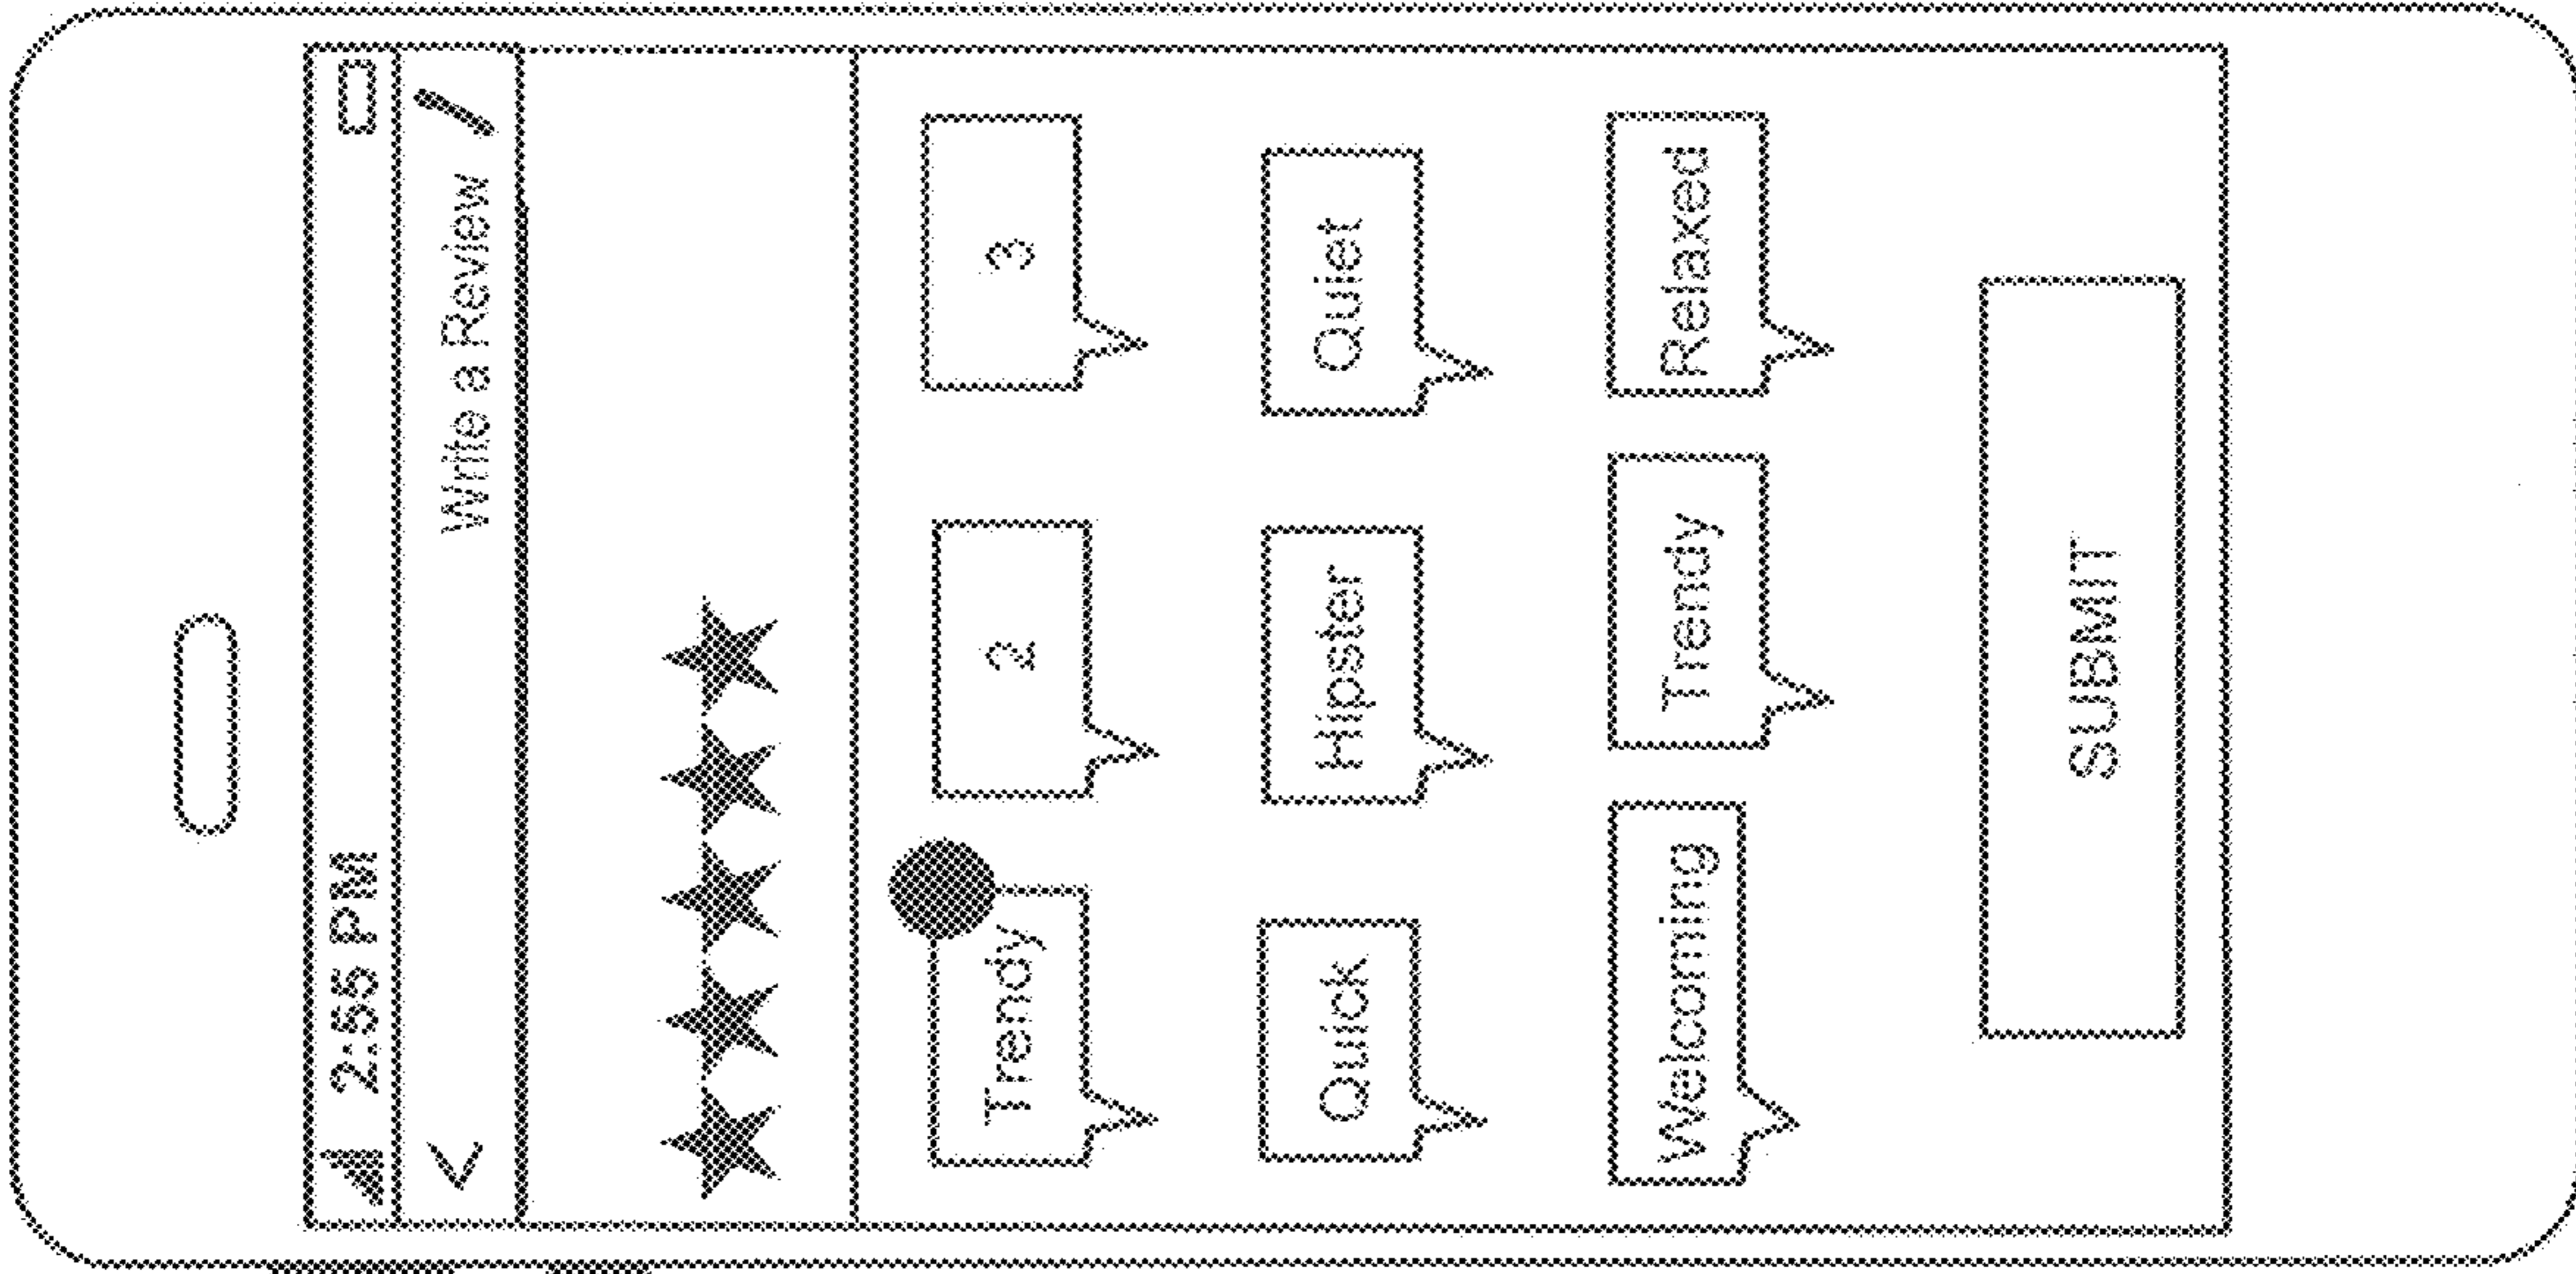 2:55 PM
< Write a Review
Trendy 2 3
Quick Hipster Quiet
Welcoming Trendy Relaxed
SUBMIT